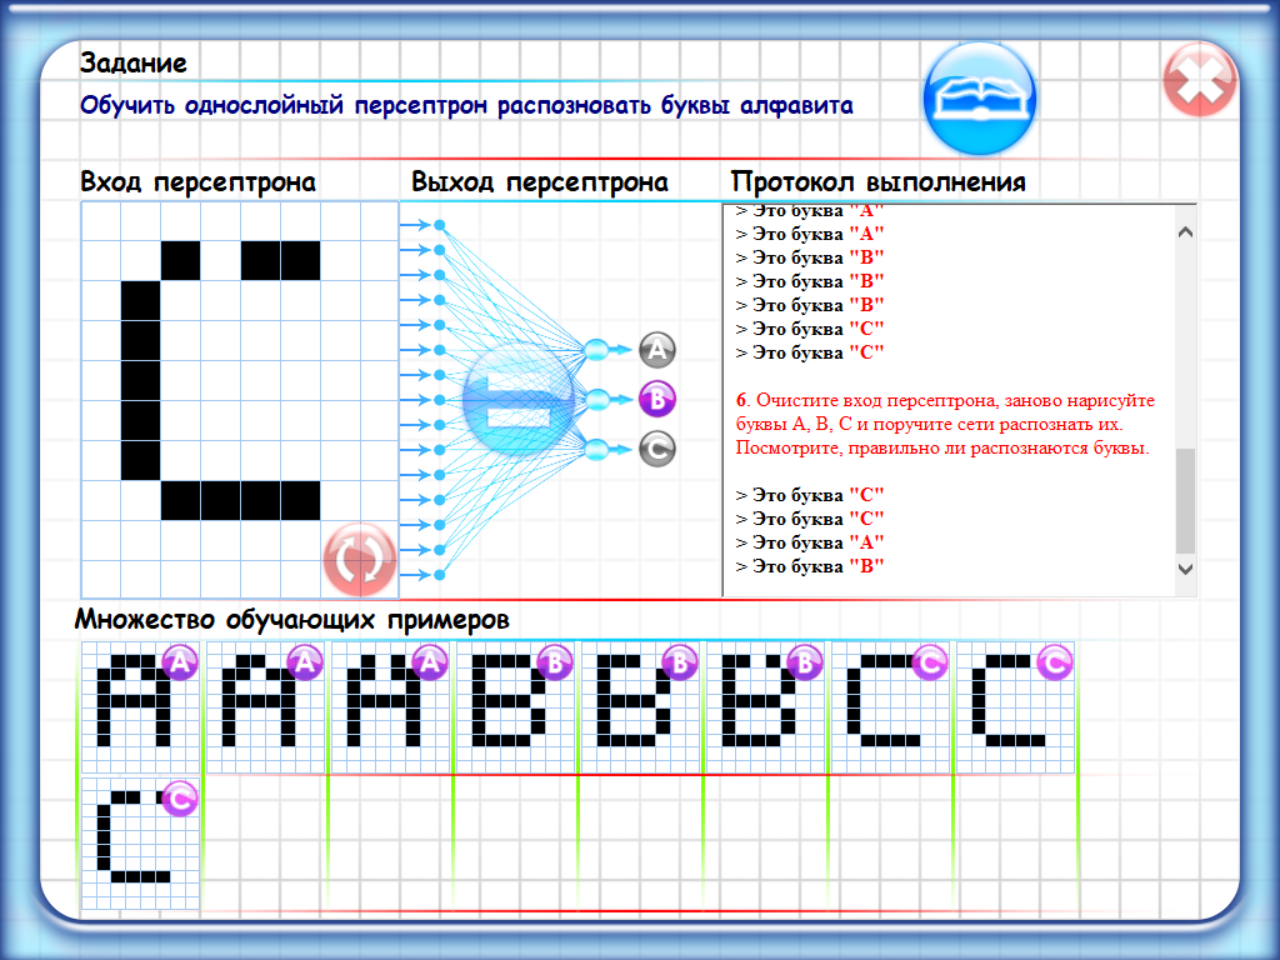 Задание
Обучить однослойный персептрон распозновать буквы алфавита
Вход персептрона
Выход персептрона
Протокол выполнения
> Это буква "A"
> Это буква "A"
> Это буква "B"
> Это буква "B"
> Это буква "B"
> Это буква "C"
> Это буква "C"
6. Очистите вход персептрона, заново нарисуйте
буквы A, B, C и поручите сети распознать их.
Посмотрите, правильно ли распознаются буквы.
> Это буква "C"
> Это буква "C"
> Это буква "A"
> Это буква "B"
A
B
C
Множество обучающих примеров
A A A B B B C C
C